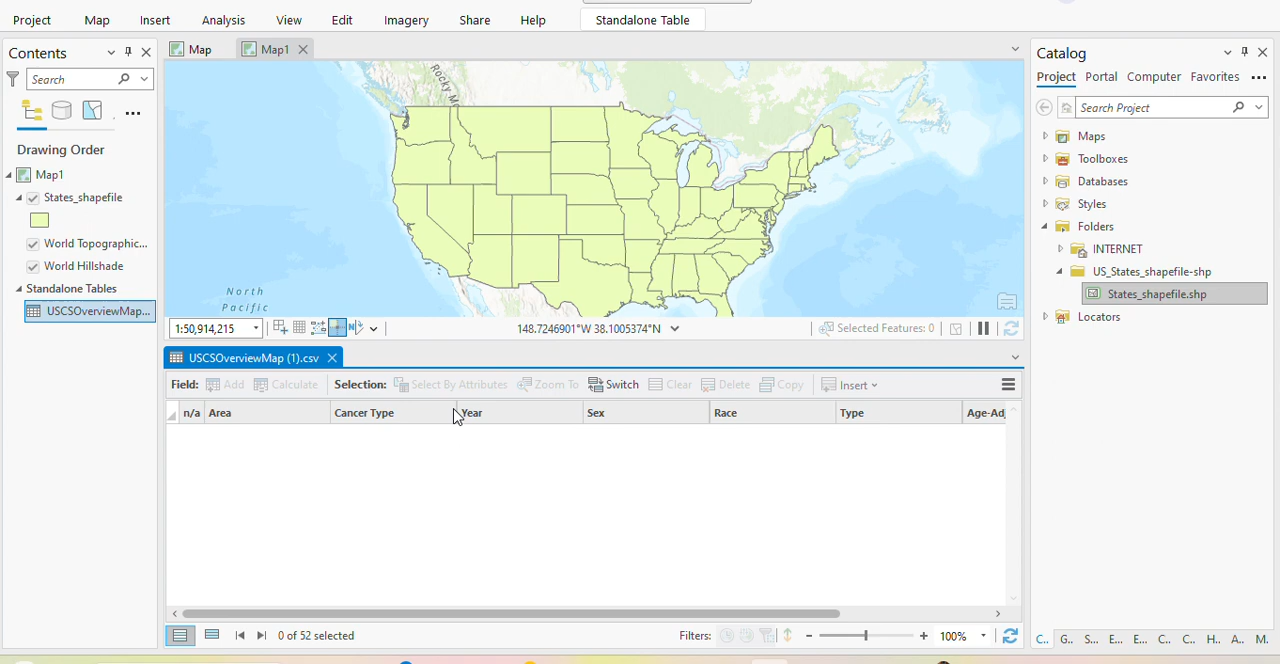 Project Map Insert Analysis View Edit Imagery Share Help Standalone Table
Contents
Search
Drawing Order
Map1
States_shapefile
World Topographic...
World Hillshade
Standalone Tables
USCSOverviewMap...
Map Map1
Rocky M
North
Pacific
1:50,914,215 148.7246901°W 38.1005374°N Selected Features: 0
USCSOverviewMap (1).csv
Field: Add Calculate Selection: Select By Attributes Zoom To Switch Clear Delete Copy Insert
n/a Area Cancer Type Year Sex Race Type Age-Adj
0 of 52 selected Filters: 100%
Catalog
Project Portal Computer Favorites
Search Project
Maps
Toolboxes
Databases
Styles
Folders
INTERNET
US_States_shapefile-shp
States_shapefile.shp
Locators
C.. G.. S... E... E... C.. C.. H.. A.. M.